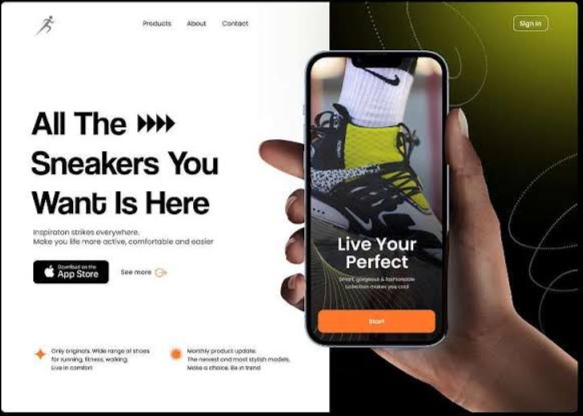 Products About Contact
Sign in
All The
Sneakers You
Want Is Here
Inspiraton strikes everywhere.
Make you life more active, comfortable and easier
Download on the
App Store
See more
Live Your
Perfect
Smart, gorgeous & fashionable
collection makes you cool
Start
Only originals. Wide range of shoes
for running, fitness, walking.
Live in comfort
Monthly product update.
The newest and most stylish models.
Make a choice. Be in trend